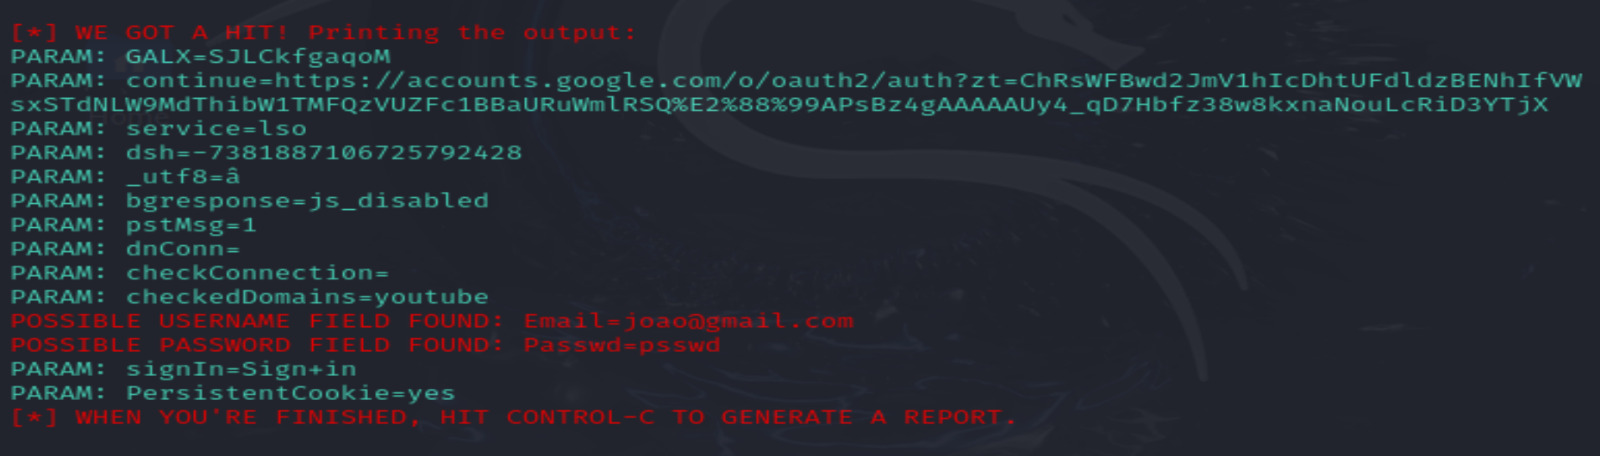 [*] WE GOT A HIT! Printing the output:
PARAM: GALX=SJLCkfgaqoM
PARAM: continue=https://accounts.google.com/o/oauth2/auth?zt=ChRsWFBwd2JmV1hIcDhtUFdldzBENhIfVW
sxSTdNLW9MdThibW1TMFQzVUZFc1BBaURuWmlRSQ%E2%88%99APsBz4gAAAAAUy4_qD7Hbfz38w8kxnaNouLcRiD3YTjX
PARAM: service=lso
PARAM: dsh=-7381887106725792428
PARAM: _utf8=â
PARAM: bgresponse=js_disabled
PARAM: pstMsg=1
PARAM: dnConn=
PARAM: checkConnection=
PARAM: checkedDomains=youtube
POSSIBLE USERNAME FIELD FOUND: Email=joao@gmail.com
POSSIBLE PASSWORD FIELD FOUND: Passwd=psswd
PARAM: signIn=Sign+in
PARAM: PersistentCookie=yes
[*] WHEN YOU'RE FINISHED, HIT CONTROL-C TO GENERATE A REPORT.